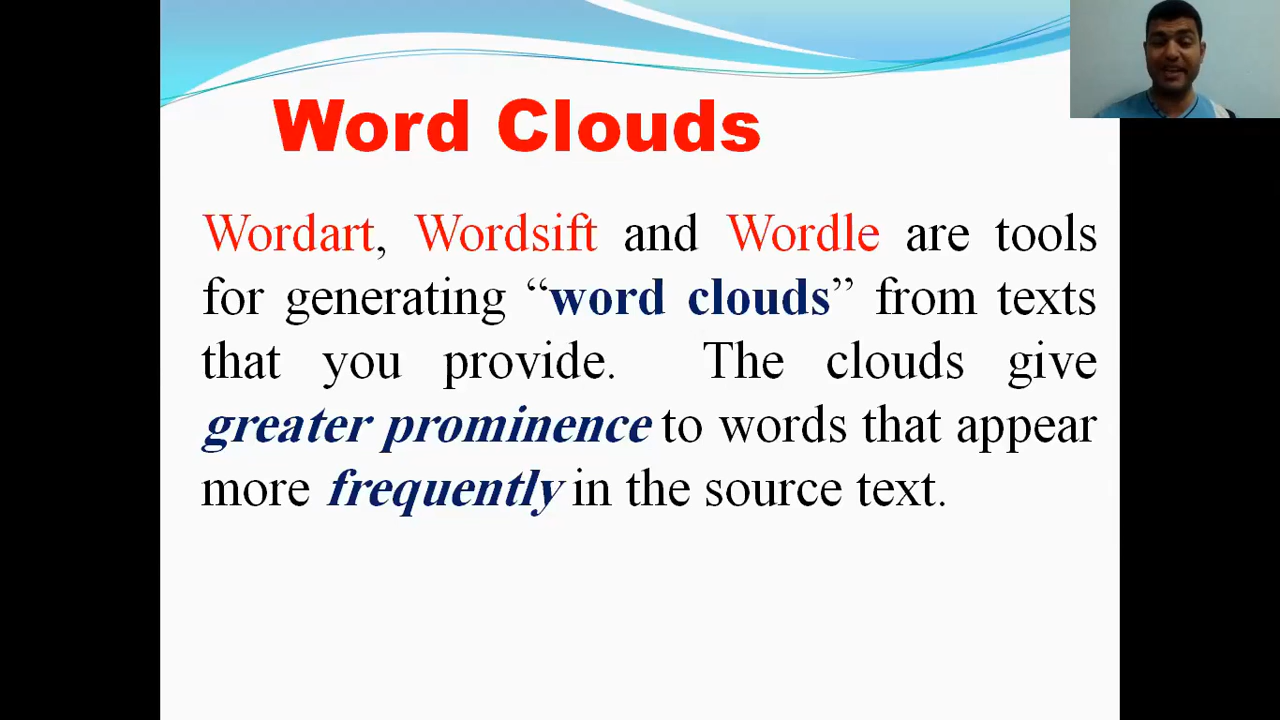 Word Clouds
Wordart, Wordsift and Wordle are tools
for generating “word clouds” from texts
that you provide. The clouds give
greater prominence to words that appear
more frequently in the source text.